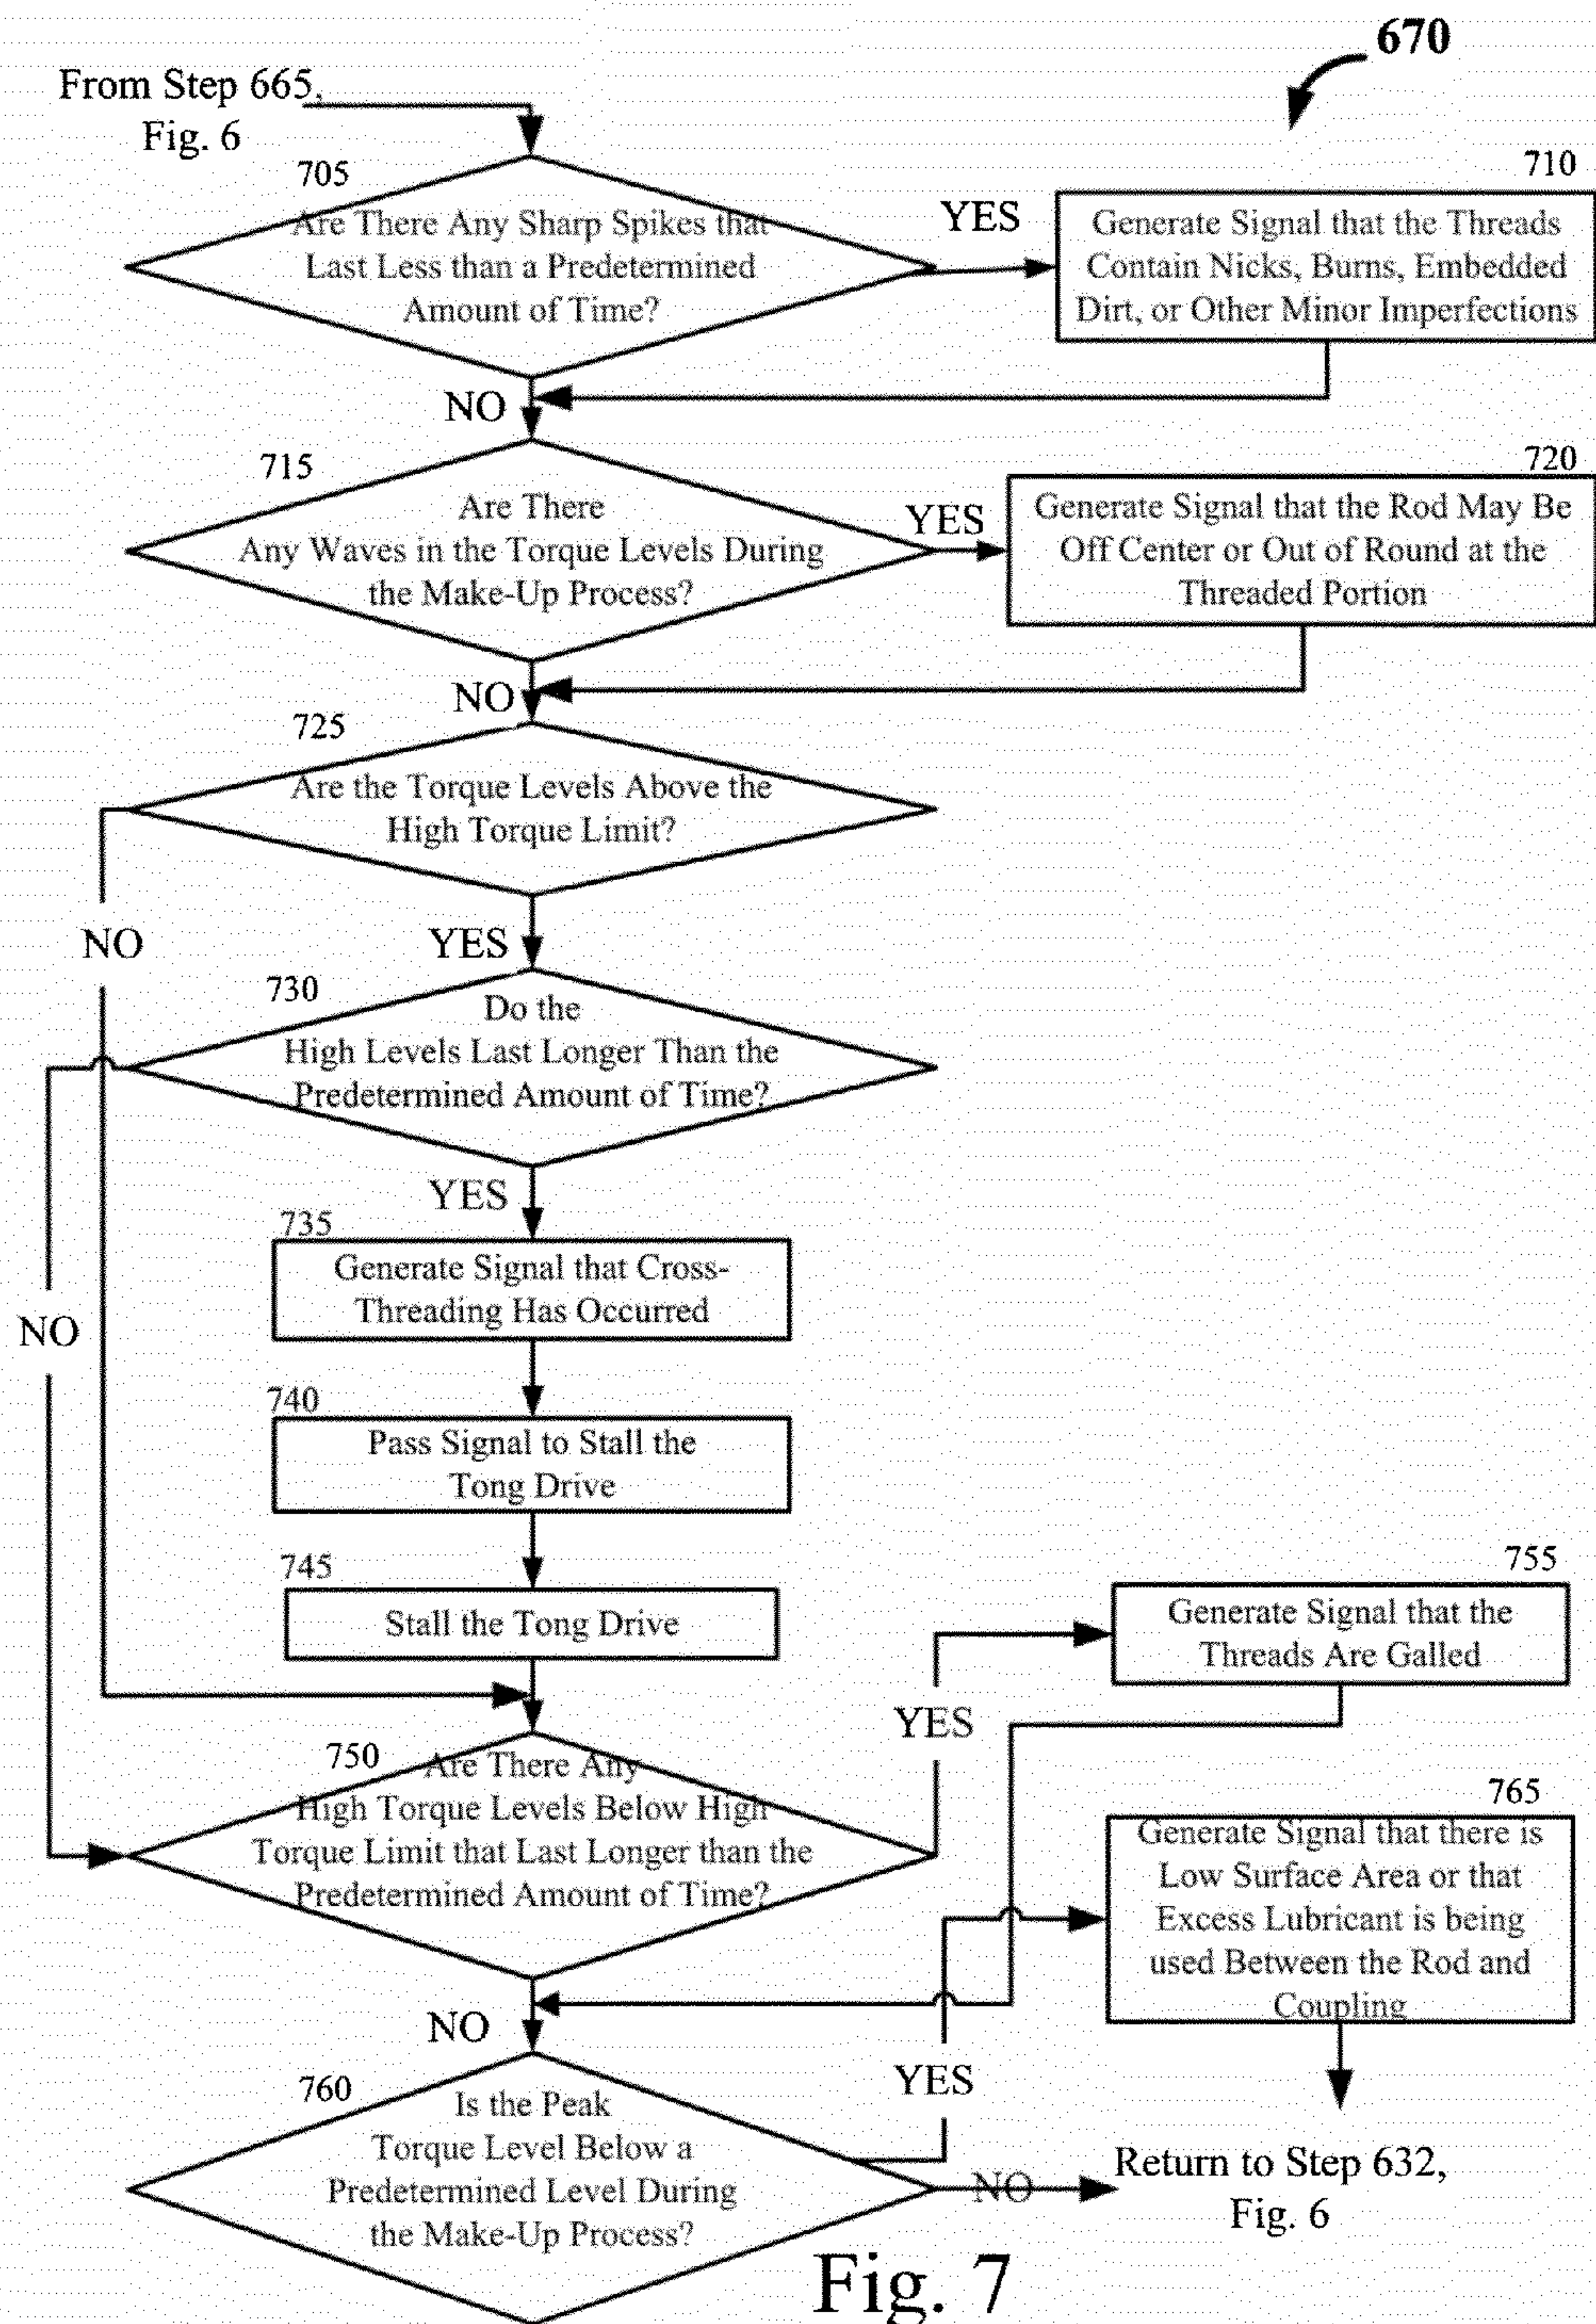 670
From Step 665,
Fig. 6
705
Are There Any Sharp Spikes that
Last Less than a Predetermined
Amount of Time?
YES
710
Generate Signal that the Threads
Contain Nicks, Burns, Embedded
Dirt, or Other Minor Imperfections
NO
715
Are There
Any Waves in the Torque Levels During
the Make-Up Process?
YES
720
Generate Signal that the Rod May Be
Off Center or Out of Round at the
Threaded Portion
NO
725
Are the Torque Levels Above the
High Torque Limit?
NO
YES
730
Do the
High Levels Last Longer Than the
Predetermined Amount of Time?
NO
YES
735
Generate Signal that Cross-
Threading Has Occurred
740
Pass Signal to Stall the
Tong Drive
745
Stall the Tong Drive
750
Are There Any
High Torque Levels Below High
Torque Limit that Last Longer than the
Predetermined Amount of Time?
YES
755
Generate Signal that the
Threads Are Galled
NO
760
Is the Peak
Torque Level Below a
Predetermined Level During
the Make-Up Process?
YES
765
Generate Signal that there is
Low Surface Area or that
Excess Lubricant is being
used Between the Rod and
Coupling
NO
Return to Step 632,
Fig. 6
Fig. 7